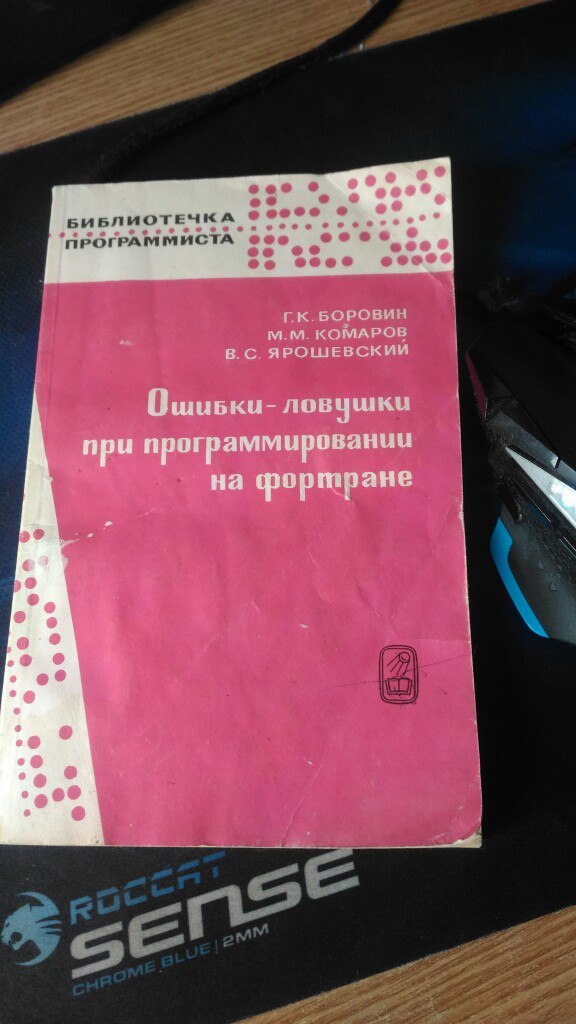 БИБЛИОТЕЧКА
ПРОГРАММИСТА
Г.К. БОРОВИН
М.М. КОМАРОВ
В.С. ЯРОШЕВСКИЙ
Ошибки-ловушки
при программировании
на фортране
ROCCAT
SENSE
CHROME BLUE | 2MM